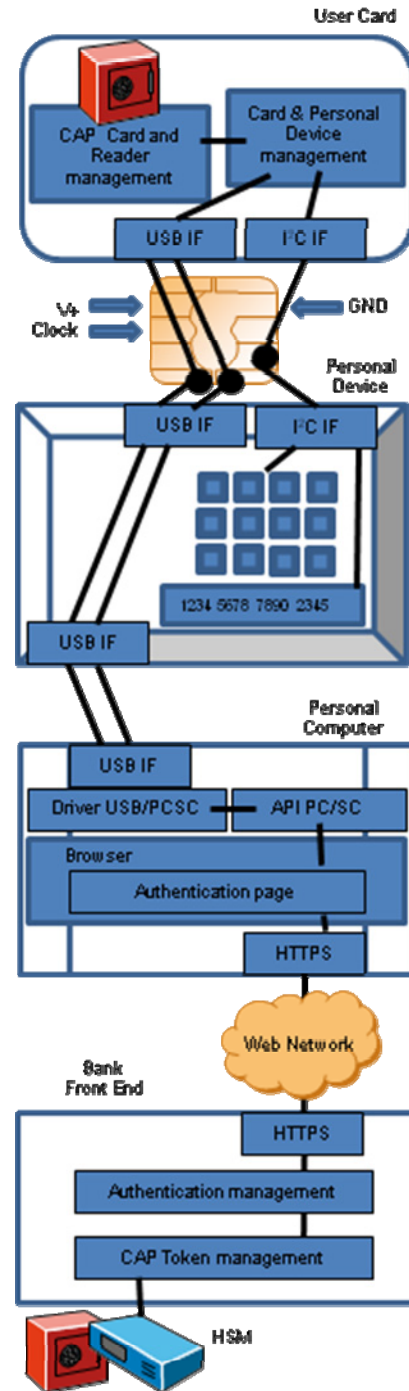 User Card
CAP Card and
Reader
management
Card & Personal
Device
management
USB IF
I²C IF
V+
Clock
GND
Personal
Device
USB IF
I²C IF
1234 5678 7890 2345
USB IF
Personal
Computer
USB IF
Driver USB/PCSC
API PC/SC
Browser
Authentication page
HTTPS
Web Network
Bank
Front End
HTTPS
Authentication management
CAP Token management
HSM